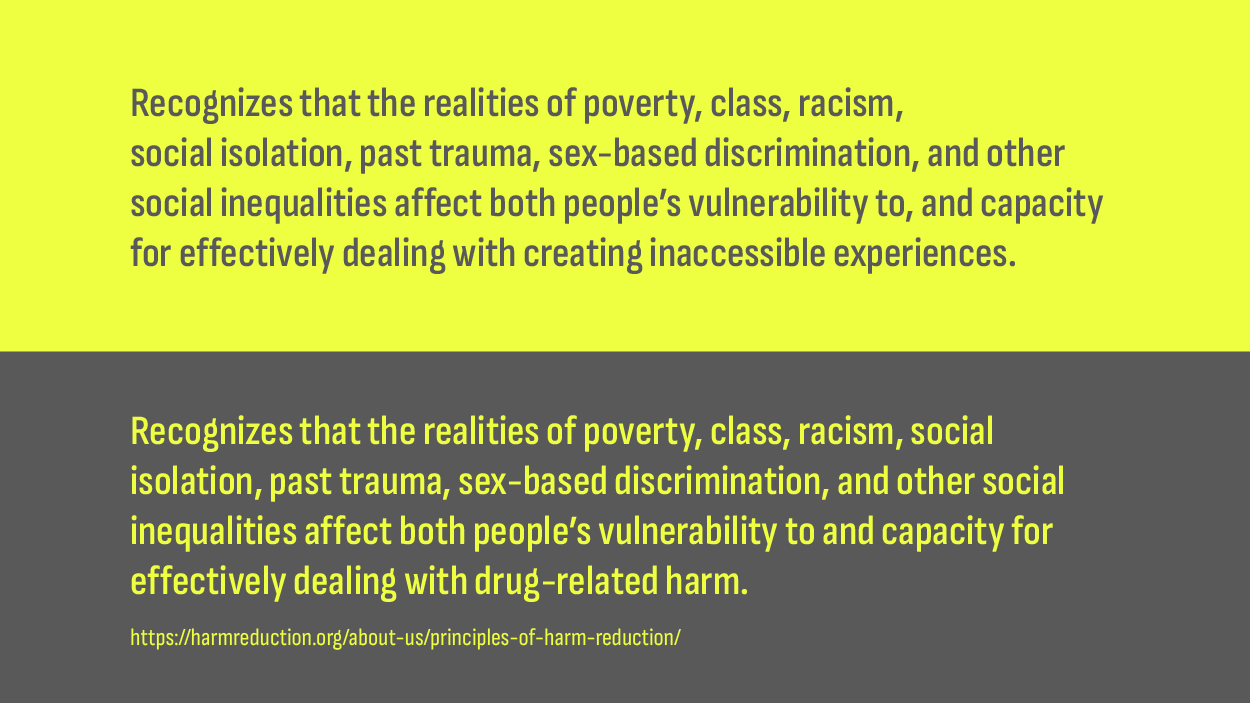 Recognizes that the realities of poverty, class, racism,
social isolation, past trauma, sex-based discrimination, and other
social inequalities affect both people’s vulnerability to, and capacity
for effectively dealing with creating inaccessible experiences.
Recognizes that the realities of poverty, class, racism, social
isolation, past trauma, sex-based discrimination, and other social
inequalities affect both people’s vulnerability to and capacity for
effectively dealing with drug-related harm.
https://harmreduction.org/about-us/principles-of-harm-reduction/